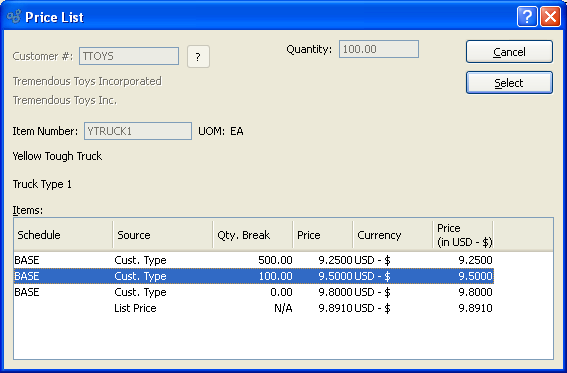 Price List
Customer #: TTOYS ? Quantity: 100.00 Cancel
Tremendous Toys Incorporated Select
Tremendous Toys Inc.
Item Number: YTRUCK1 UOM: EA
Yellow Tough Truck
Truck Type 1
Items:
Schedule Source Qty. Break Price Currency Price (in USD - $)
BASE Cust. Type 500.00 9.2500 USD - $ 9.2500
BASE Cust. Type 100.00 9.5000 USD - $ 9.5000
BASE Cust. Type 0.00 9.8000 USD - $ 9.8000
List Price N/A 9.8910 USD - $ 9.8910